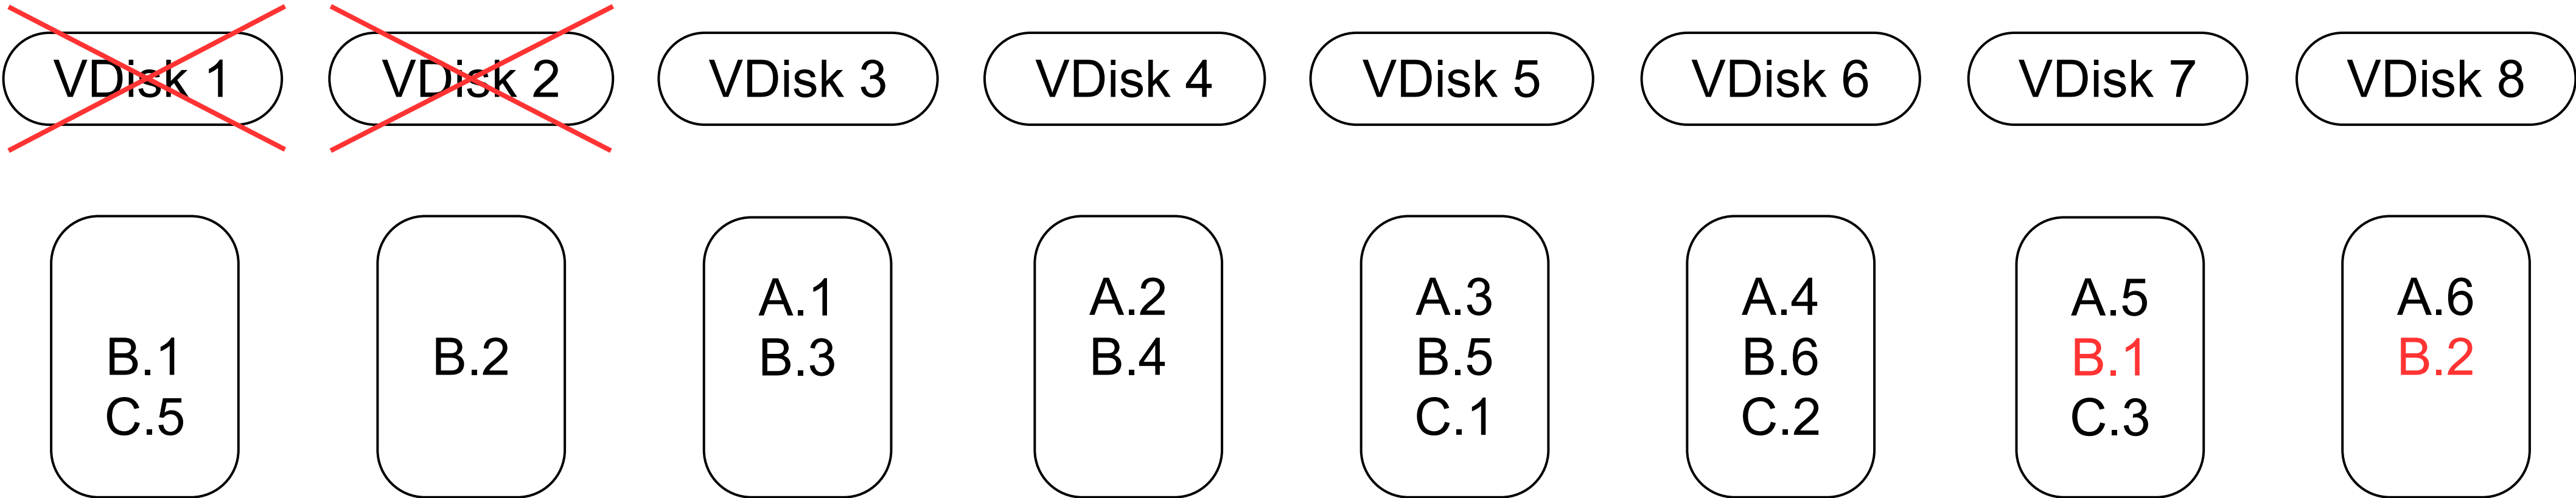 VDisk 1
VDisk 2
VDisk 3
VDisk 4
VDisk 5
VDisk 6
VDisk 7
VDisk 8
B.1
C.5
B.2
A.1
B.3
A.2
B.4
A.3
B.5
C.1
A.4
B.6
C.2
A.5
B.1
C.3
A.6
B.2